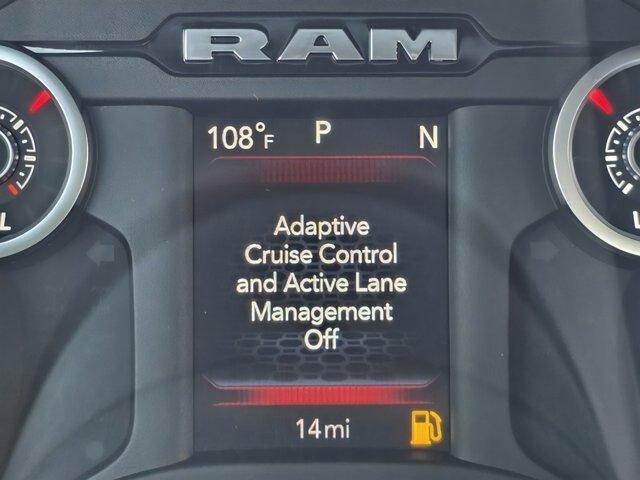 RAM
108°F P N
Adaptive
Cruise Control
and Active Lane
Management
Off
14mi
L